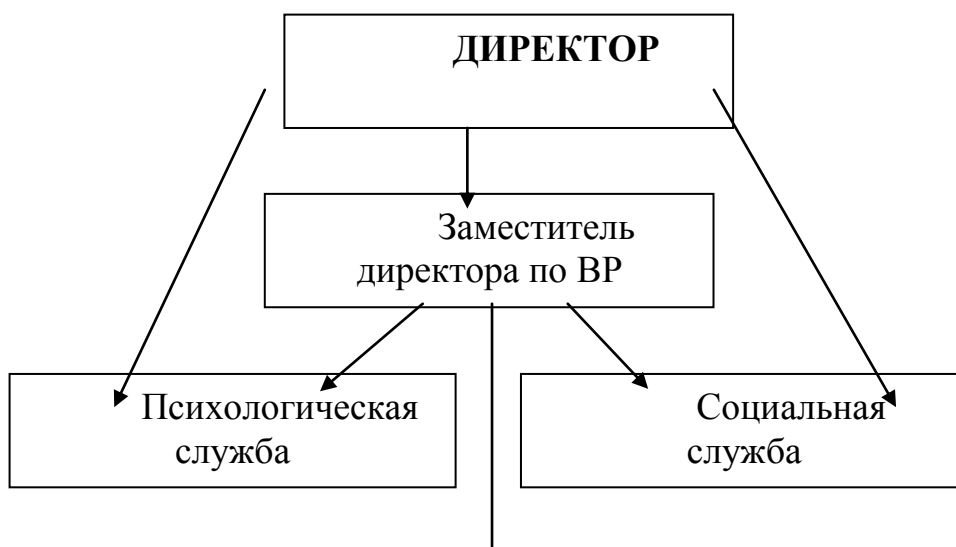 ДИРЕКТОР
Заместитель
директора по ВР
Психологическая
служба
Социальная
служба